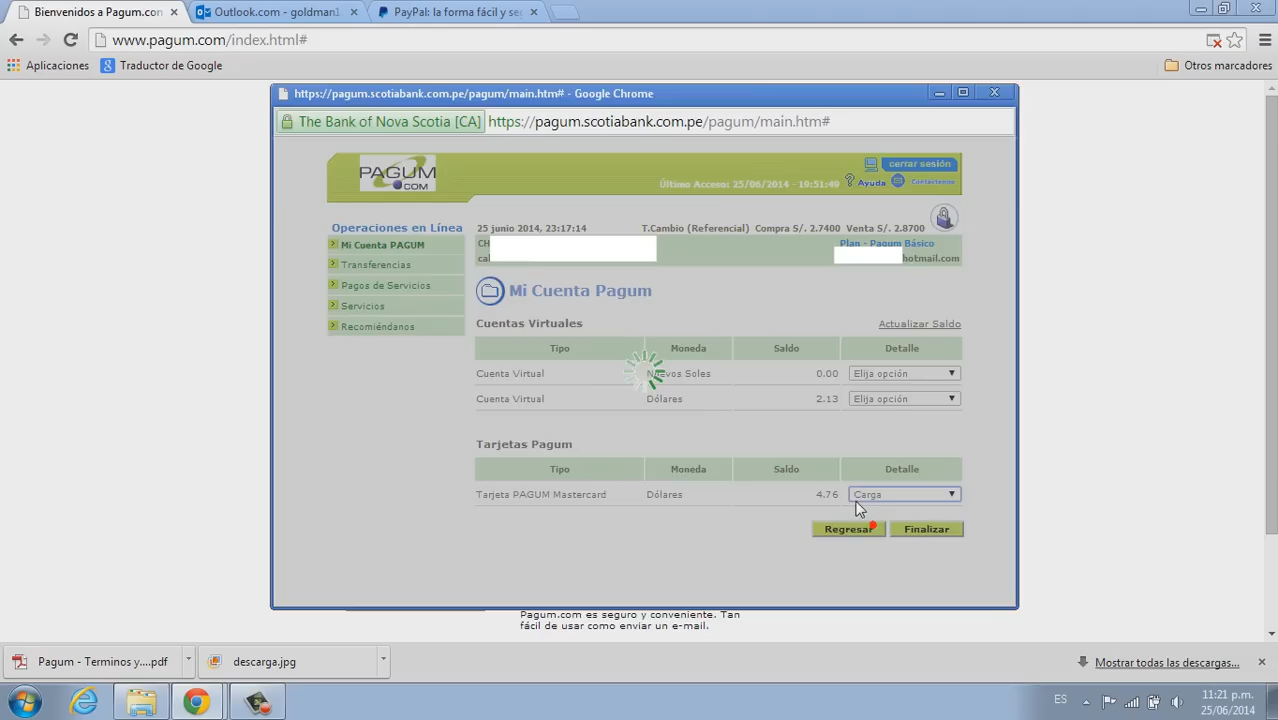 Bienvenidos a Pagum.com
Outlook.com - goldman1
PayPal: la forma fácil y se
www.pagum.com/index.html#
Aplicaciones
Traductor de Google
Otros marcadores
https://pagum.scotiabank.com.pe/pagum/main.htm# - Google Chrome
The Bank of Nova Scotia [CA]
https://pagum.scotiabank.com.pe/pagum/main.htm#
PAGUM
.COM
cerrar sesión
Último Acceso: 25/06/2014 - 19:51:49
Ayuda
Contáctenos
Operaciones en Línea
25 junio 2014, 23:17:14
T.Cambio (Referencial) Compra S/. 2.7400 Venta S/. 2.8700
Mi Cuenta PAGUM
CH
Plan - Pagum Básico
cal
hotmail.com
Transferencias
Pagos de Servicios
Servicios
Recomiéndanos
Mi Cuenta Pagum
Cuentas Virtuales
Actualizar Saldo
Tipo Moneda Saldo Detalle
Cuenta Virtual Nuevos Soles 0.00 Elija opción
Cuenta Virtual Dólares 2.13 Elija opción
Tarjetas Pagum
Tipo Moneda Saldo Detalle
Tarjeta PAGUM Mastercard Dólares 4.76 Carga
Regresar Finalizar
Pagum.com es seguro y conveniente. Tan
fácil de usar como enviar un e-mail.
Pagum - Terminos y....pdf
descarga.jpg
Mostrar todas las descargas...
ES
11:21 p.m.
25/06/2014